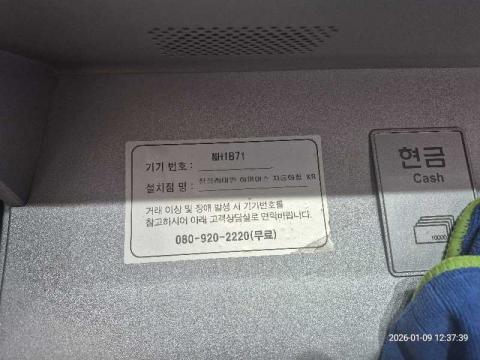 기기 번호 : NH1B71
설치점 명 :
거래 이상 및 장애 발생 시 기기번호를
참고하시어 아래 고객상담실로 연락바랍니다.
080-920-2220(무료)
현금
Cash
10000
2026-01-09 12:37:39